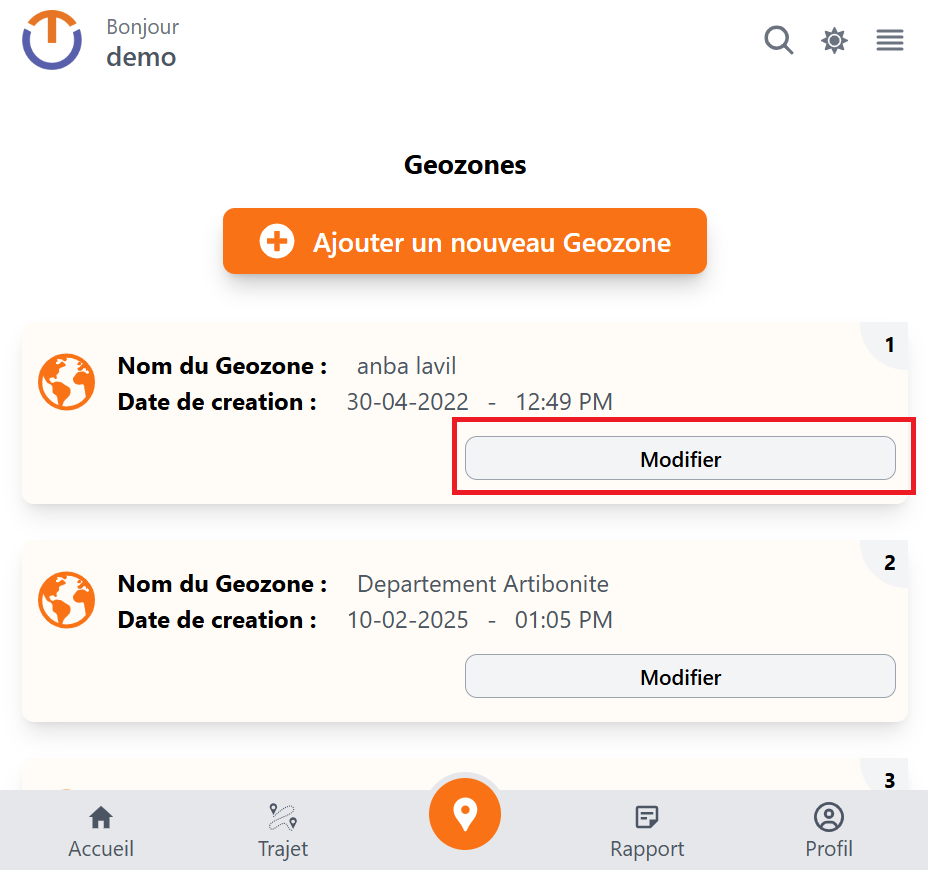 Bonjour
demo
Geozones
Ajouter un nouveau Geozone
1
Nom du Geozone : anba lavil
Date de creation : 30-04-2022 - 12:49 PM
Modifier
2
Nom du Geozone : Departement Artibonite
Date de creation : 10-02-2025 - 01:05 PM
Modifier
3
Accueil Trajet Rapport Profil